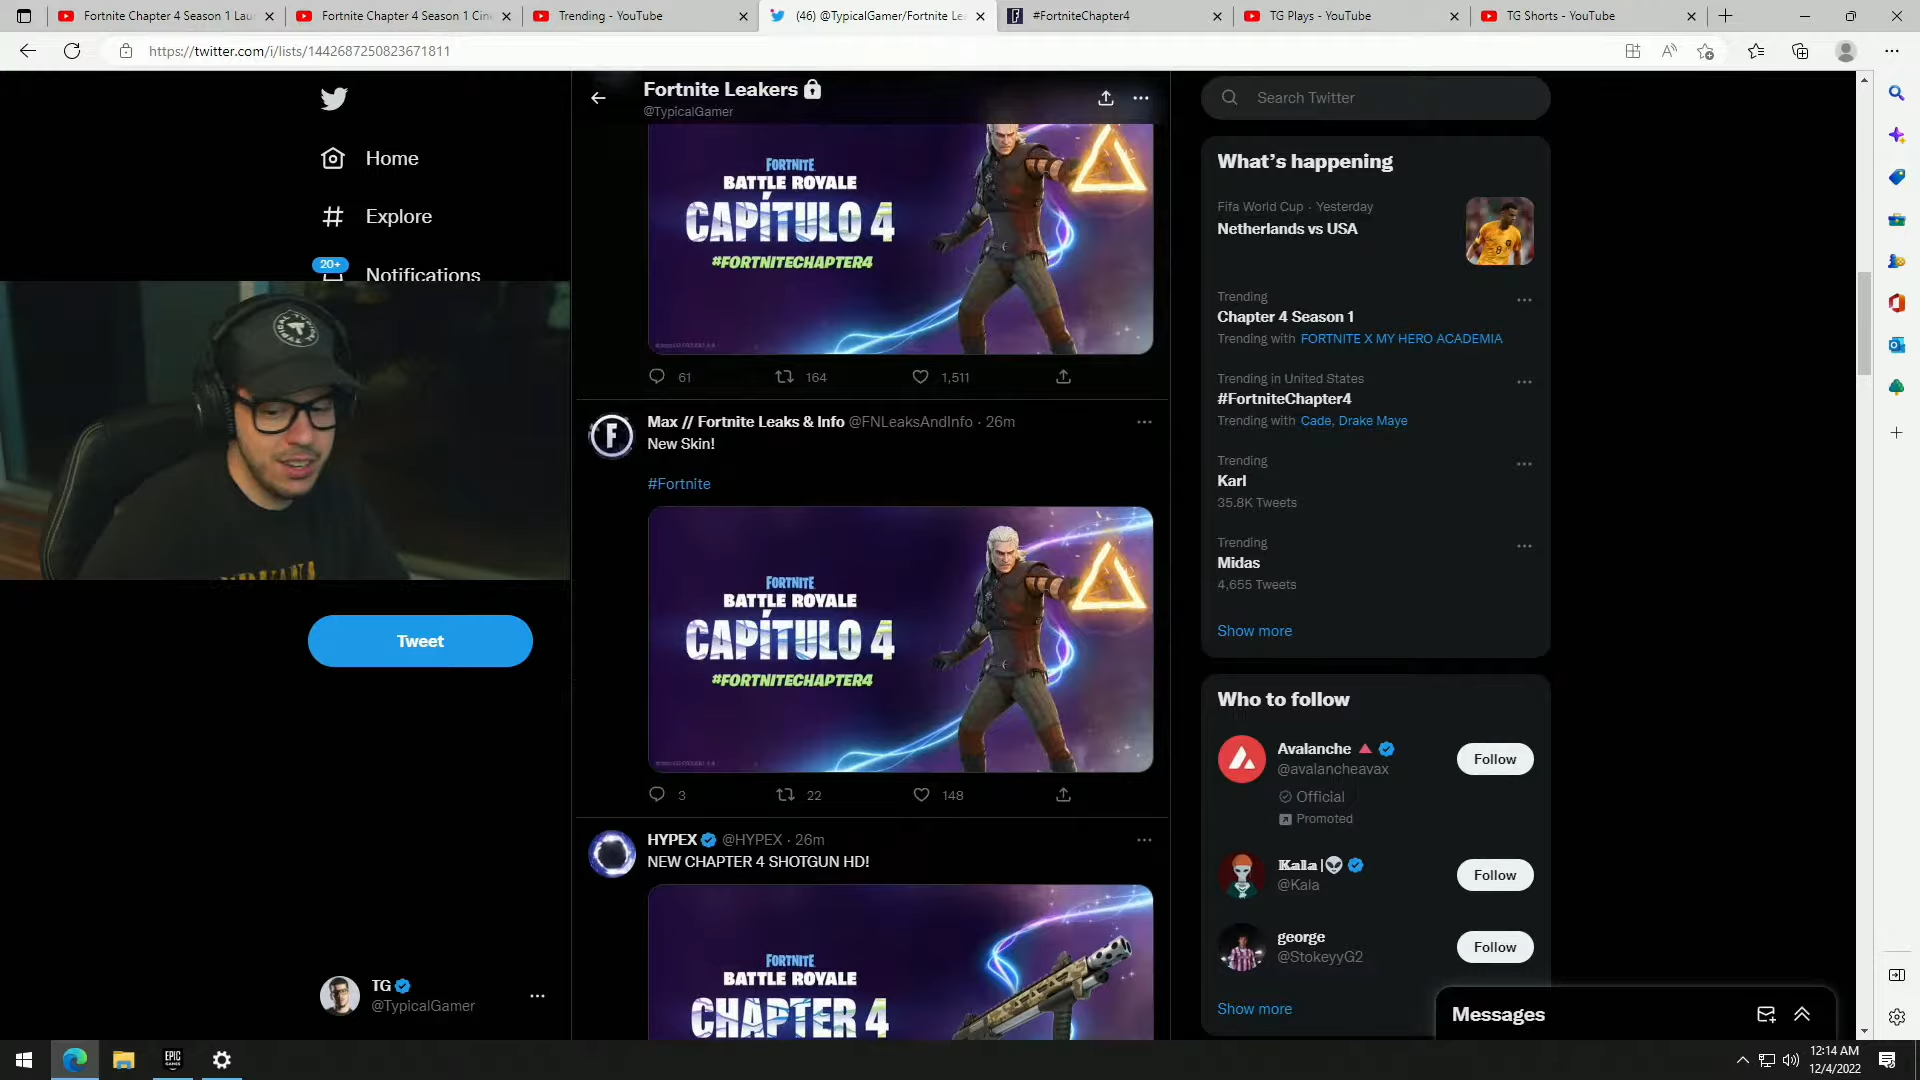 Fortnite Chapter 4 Season 1 Lau
Fortnite Chapter 4 Season 1 Cin
Trending - YouTube
(46) @TypicalGamer/Fortnite Le
#FortniteChapter4
TG Plays - YouTube
TG Shorts - YouTube
https://twitter.com/i/lists/1442687250823671811
Home
Explore
20+
Notifications
Tweet
TG
@TypicalGamer
Fortnite Leakers
@TypicalGamer
FORTNITE
BATTLE ROYALE
CAPÍTULO 4
#FORTNITECHAPTER4
61
164
1,511
Max // Fortnite Leaks & Info @FNLeaksAndInfo · 26m
New Skin!
#Fortnite
FORTNITE
BATTLE ROYALE
CAPÍTULO 4
#FORTNITECHAPTER4
3
22
148
HYPEX @HYPEX · 26m
NEW CHAPTER 4 SHOTGUN HD!
FORTNITE
BATTLE ROYALE
CHAPTER 4
Search Twitter
What's happening
Fifa World Cup · Yesterday
Netherlands vs USA
Trending
Chapter 4 Season 1
Trending with FORTNITE X MY HERO ACADEMIA
Trending in United States
#FortniteChapter4
Trending with Cade, Drake Maye
Trending
Karl
35.8K Tweets
Trending
Midas
4,655 Tweets
Show more
Who to follow
Avalanche
@avalancheavax
Official
Promoted
Follow
𝕂𝕒𝕝𝕒|
@Kala
Follow
george
@StokeyyG2
Follow
Show more
Messages
EPIC
GAMES
12:14 AM
12/4/2022